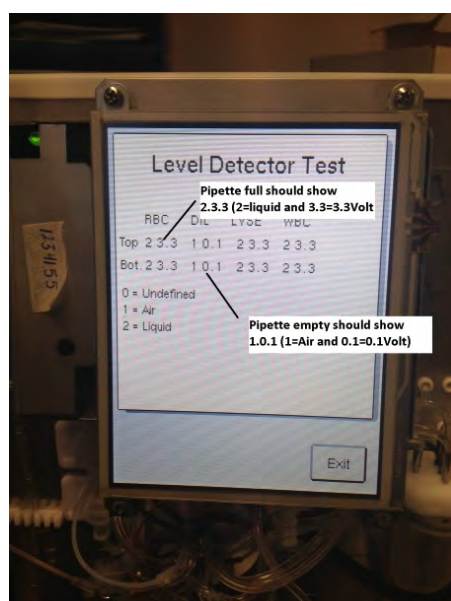 Level Detector Test
Pipette full should show
2.3.3 (2=liquid and 3.3=3.3Volt
RBC DIL LYSE WBC
Top 2 3.3 1 0.1 2 3.3 2 3.3
Bot. 2 3.3 1 0.1 2 3.3 2 3.3
0 = Undefined
1 = Air
2 = Liquid
Pipette empty should show
1.0.1 (1=Air and 0.1=0.1Volt)
Exit